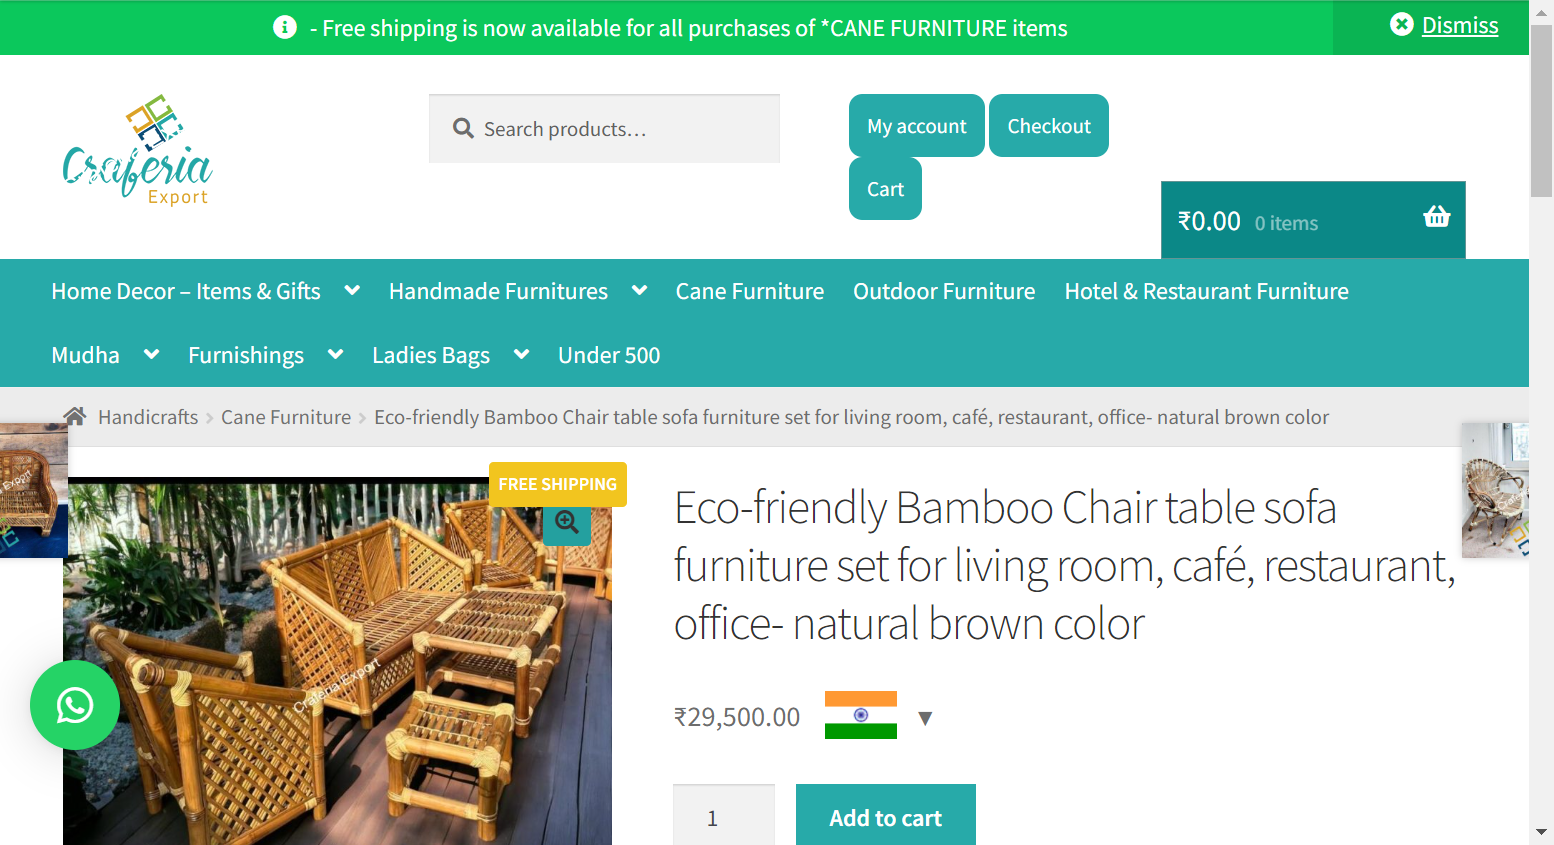 - Free shipping is now available for all purchases of *CANE FURNITURE items
Dismiss
Craferia
Export
Search products…
My account
Checkout
Cart
₹0.00 0 items
Home Decor – Items & Gifts
Handmade Furnitures
Cane Furniture
Outdoor Furniture
Hotel & Restaurant Furniture
Mudha
Furnishings
Ladies Bags
Under 500
Handicrafts
Cane Furniture
Eco-friendly Bamboo Chair table sofa furniture set for living room, café, restaurant, office- natural brown color
Export
FREE SHIPPING
Craferia Export
Eco-friendly Bamboo Chair table sofa
furniture set for living room, café, restaurant,
office- natural brown color
₹29,500.00
1
Add to cart